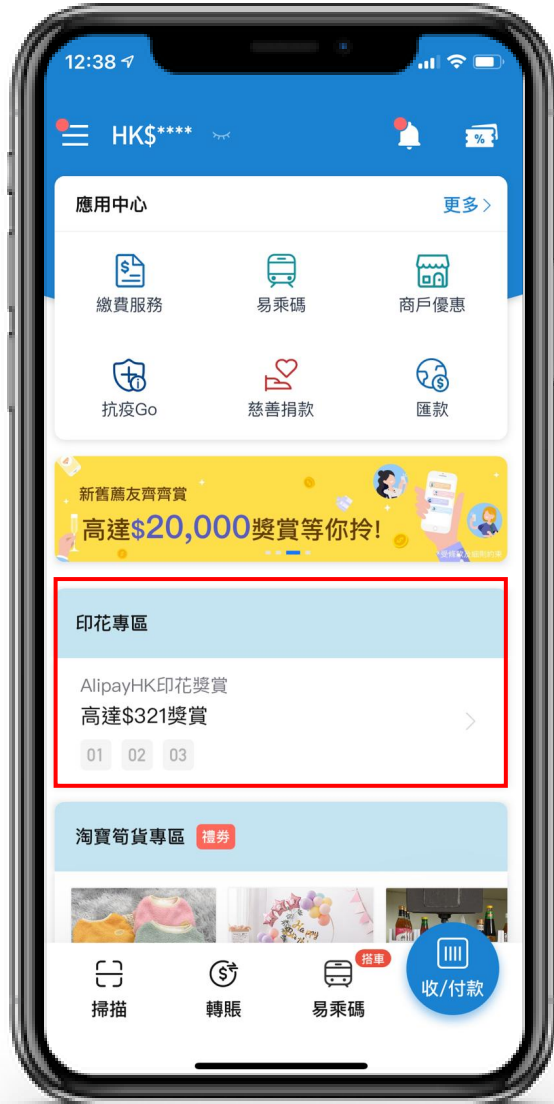 12:38
HK$****
%
應用中心
更多
繳費服務
易乘碼
商戶優惠
抗疫Go
慈善捐款
匯款
新舊薦友齊齊賞
高達$20,000獎賞等你拎!
印花專區
AlipayHK印花獎賞
高達$321獎賞
01 02 03
淘寶筍貨專區 禮券
搭車
掃描
轉賬
易乘碼
收/付款